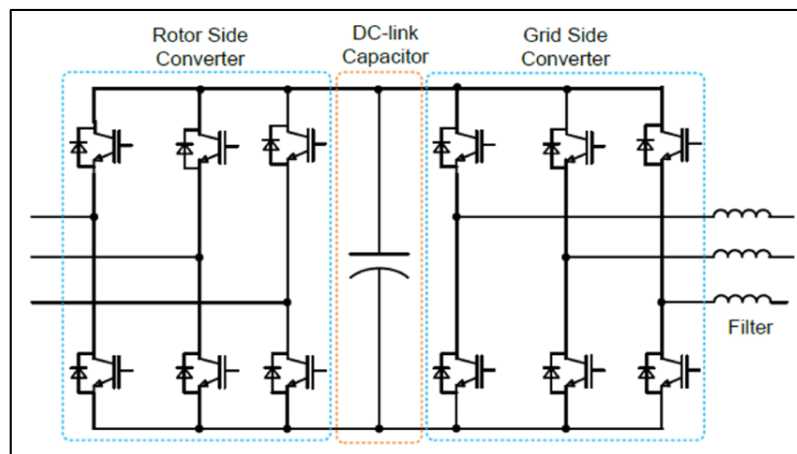 Rotor Side
Converter
DC-link
Capacitor
Grid Side
Converter
Filter